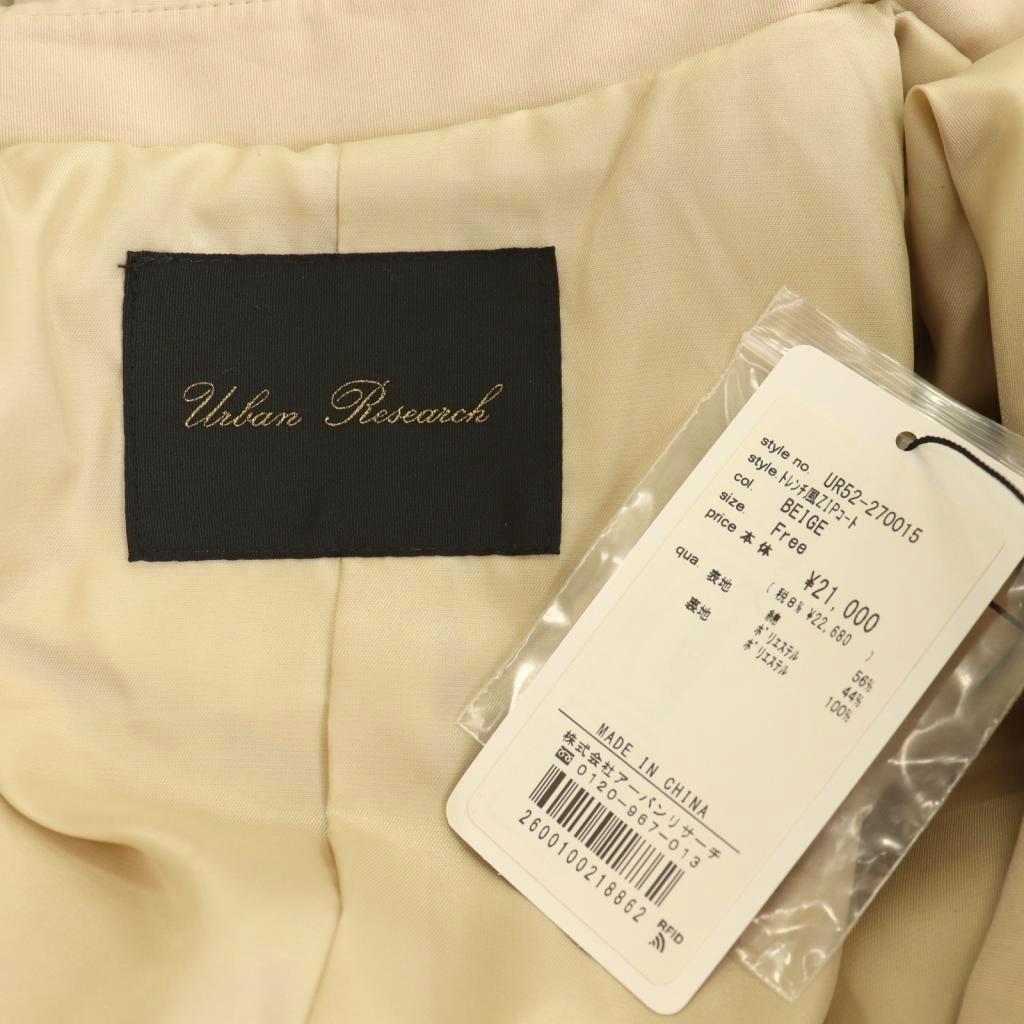 Urban Research
style no. UR52-270015
style. トレンチ風ZIPコート
col. BEIGE
size. Free
price 本体 ¥21,000
(税8% ¥22,680 )
qua. 表地 綿 56%
ポリエステル 44%
裏地 ポリエステル 100%
MADE IN CHINA
株式会社アーバンリサーチ
0120-967-013
2600100218862
RFID